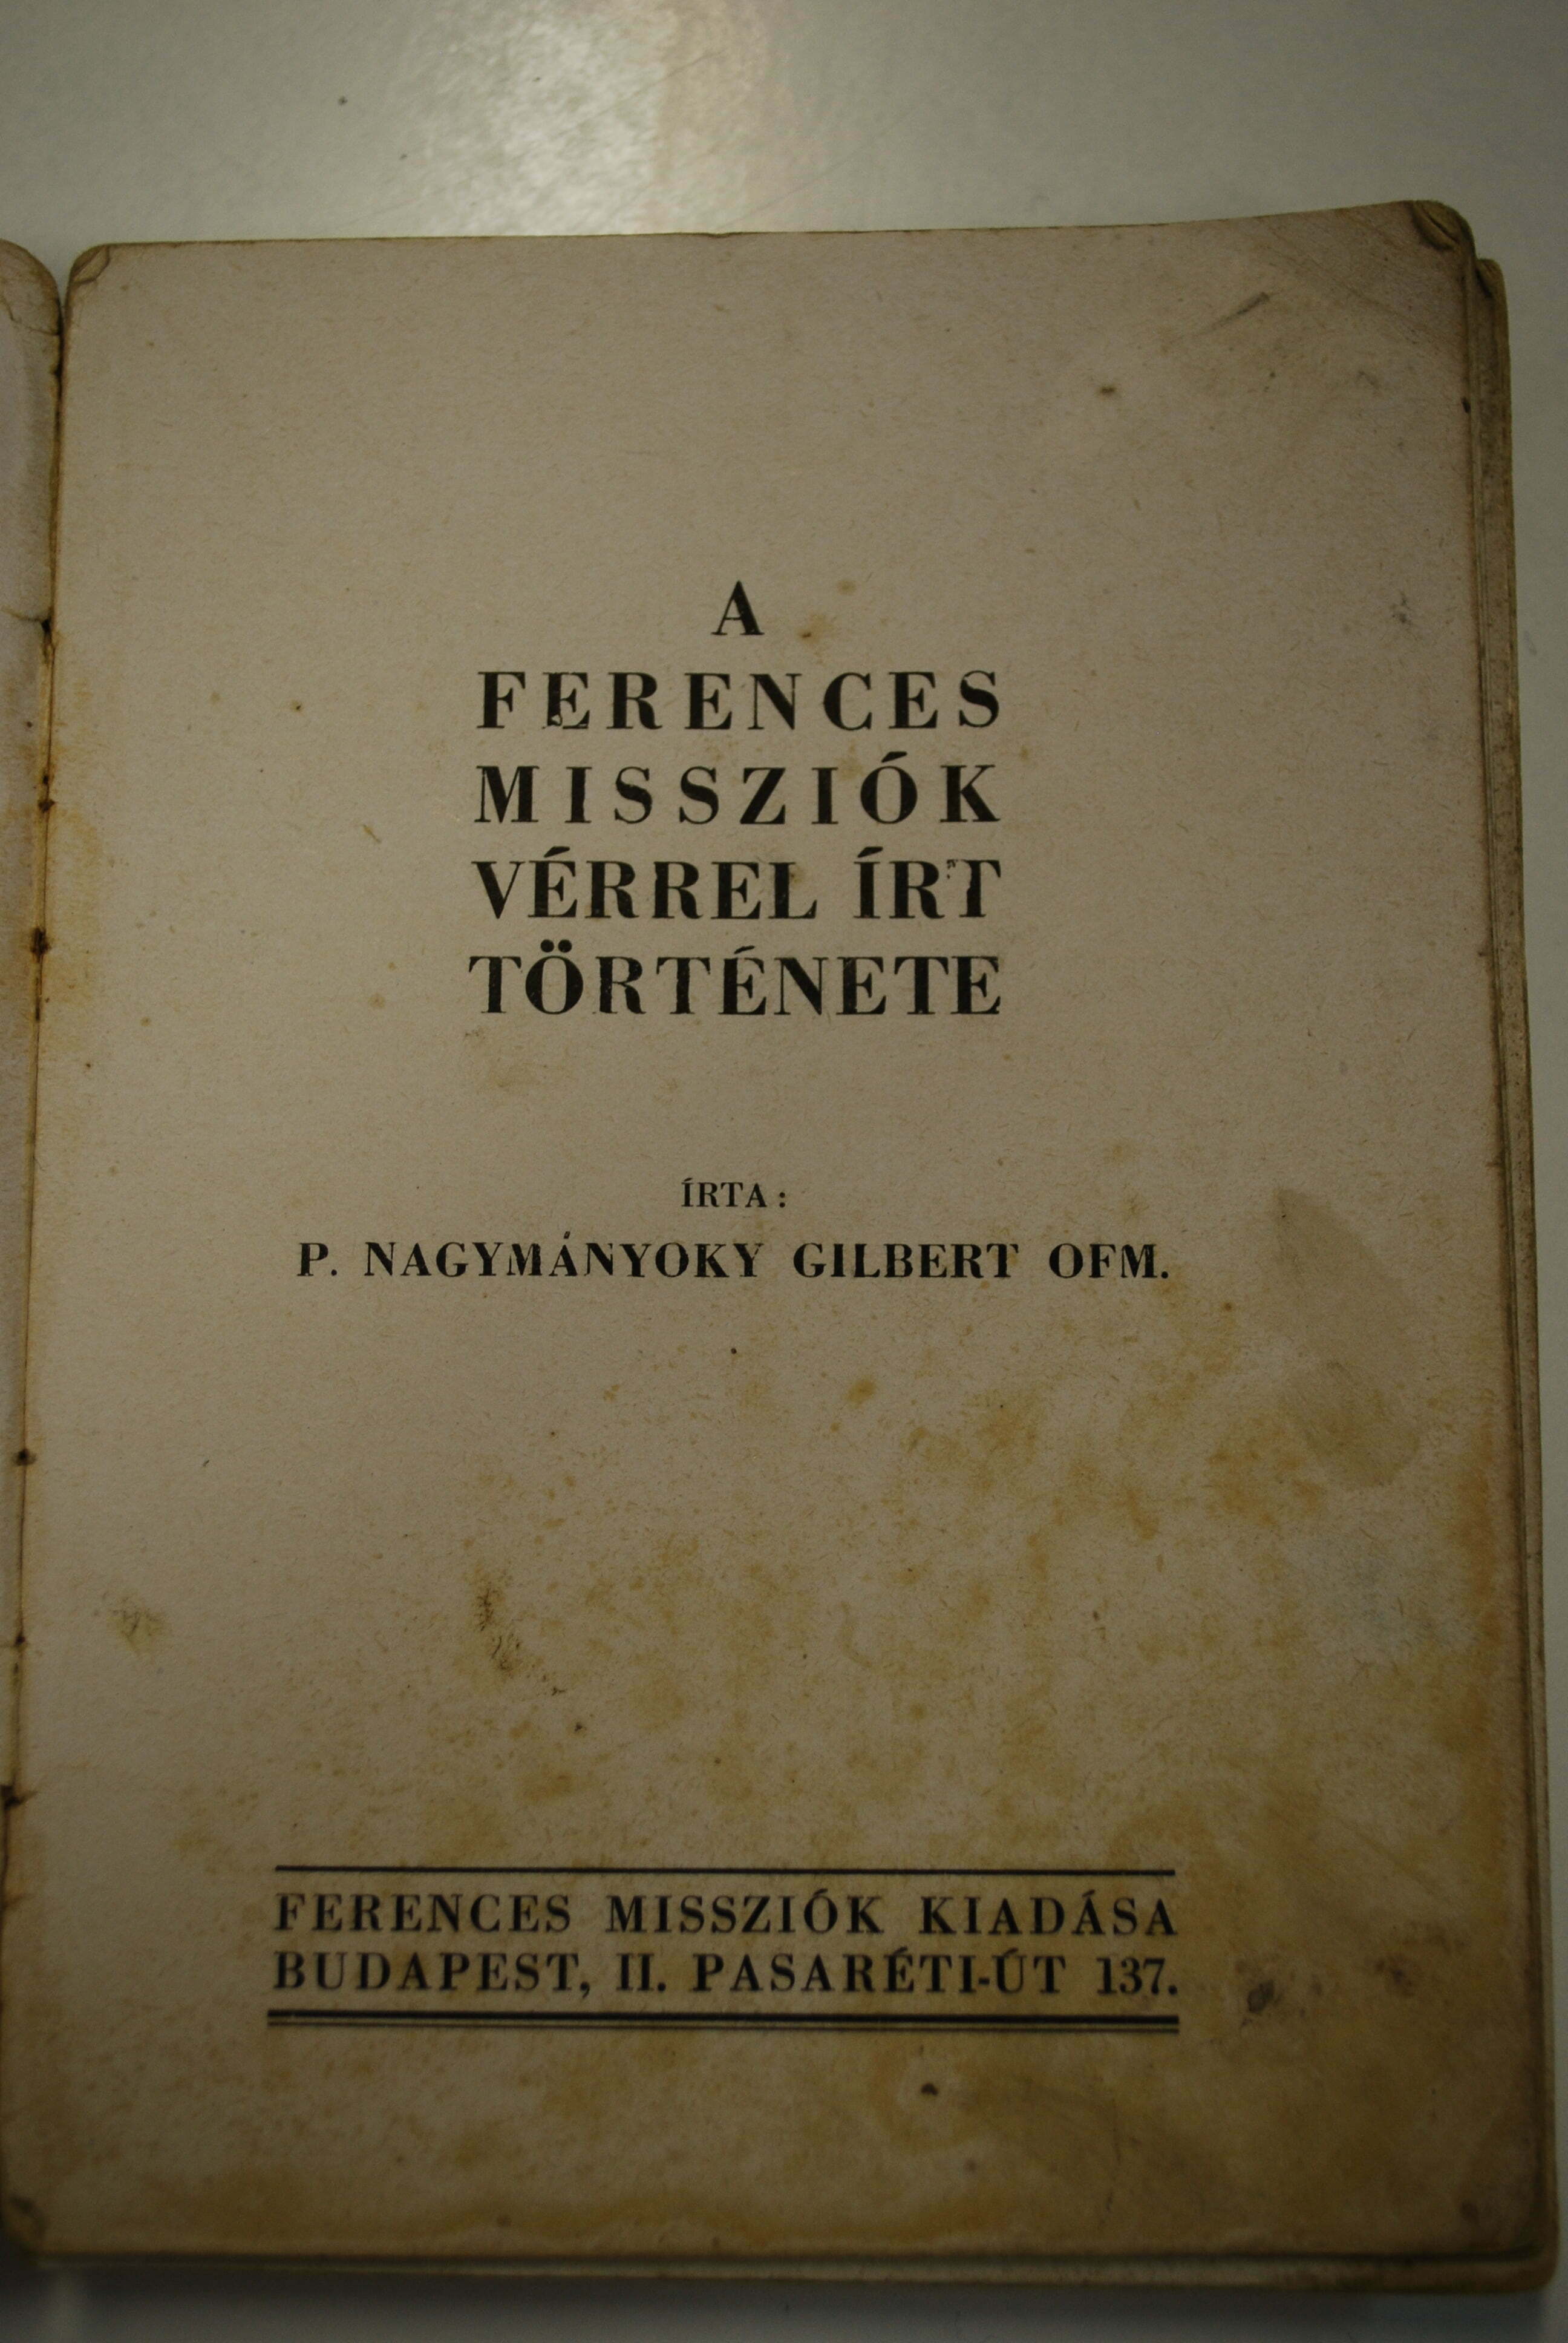 A
FERENCES
MISSZIÓK
VÉRREL ÍRT
TÖRTÉNETE
ÍRTA:
P. NAGYMÁNYOKY GILBERT OFM.
FERENCES MISSZIÓK KIADÁSA
BUDAPEST, II. PASARÉTI-ÚT 137.